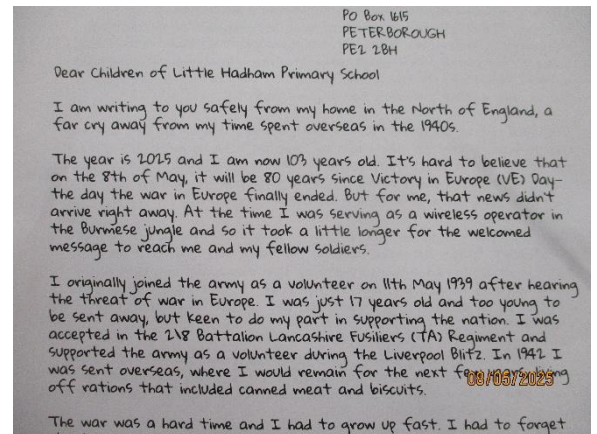 PO Box 1615
PETERBOROUGH
PE2 2BH
Dear Children of Little Hadham Primary School
I am writing to you safely from my home in the North of England, a
far cry away from my time spent overseas in the 1940s.
The year is 2025 and I am now 103 years old. It's hard to believe that
on the 8th of May, it will be 80 years since Victory in Europe (VE) Day-
the day the war in Europe finally ended. But for me, that news didn't
arrive right away. At the time I was serving as a wireless operator in
the Burmese jungle and so it took a little longer for the welcomed
message to reach me and my fellow soldiers.
I originally joined the army as a volunteer on 11th May 1939 after hearing
the threat of war in Europe. I was just 17 years old and too young to
be sent away, but keen to do my part in supporting the nation. I was
accepted in the 2\8 Battalion Lancashire Fusiliers (TA) Regiment and
supported the army as a volunteer during the Liverpool Blitz. In 1942 I
was sent overseas, where I would remain for the next
08/05/2025
off rations that included canned meat and biscuits.
The war was a hard time and I had to grow up fast. I had to forget